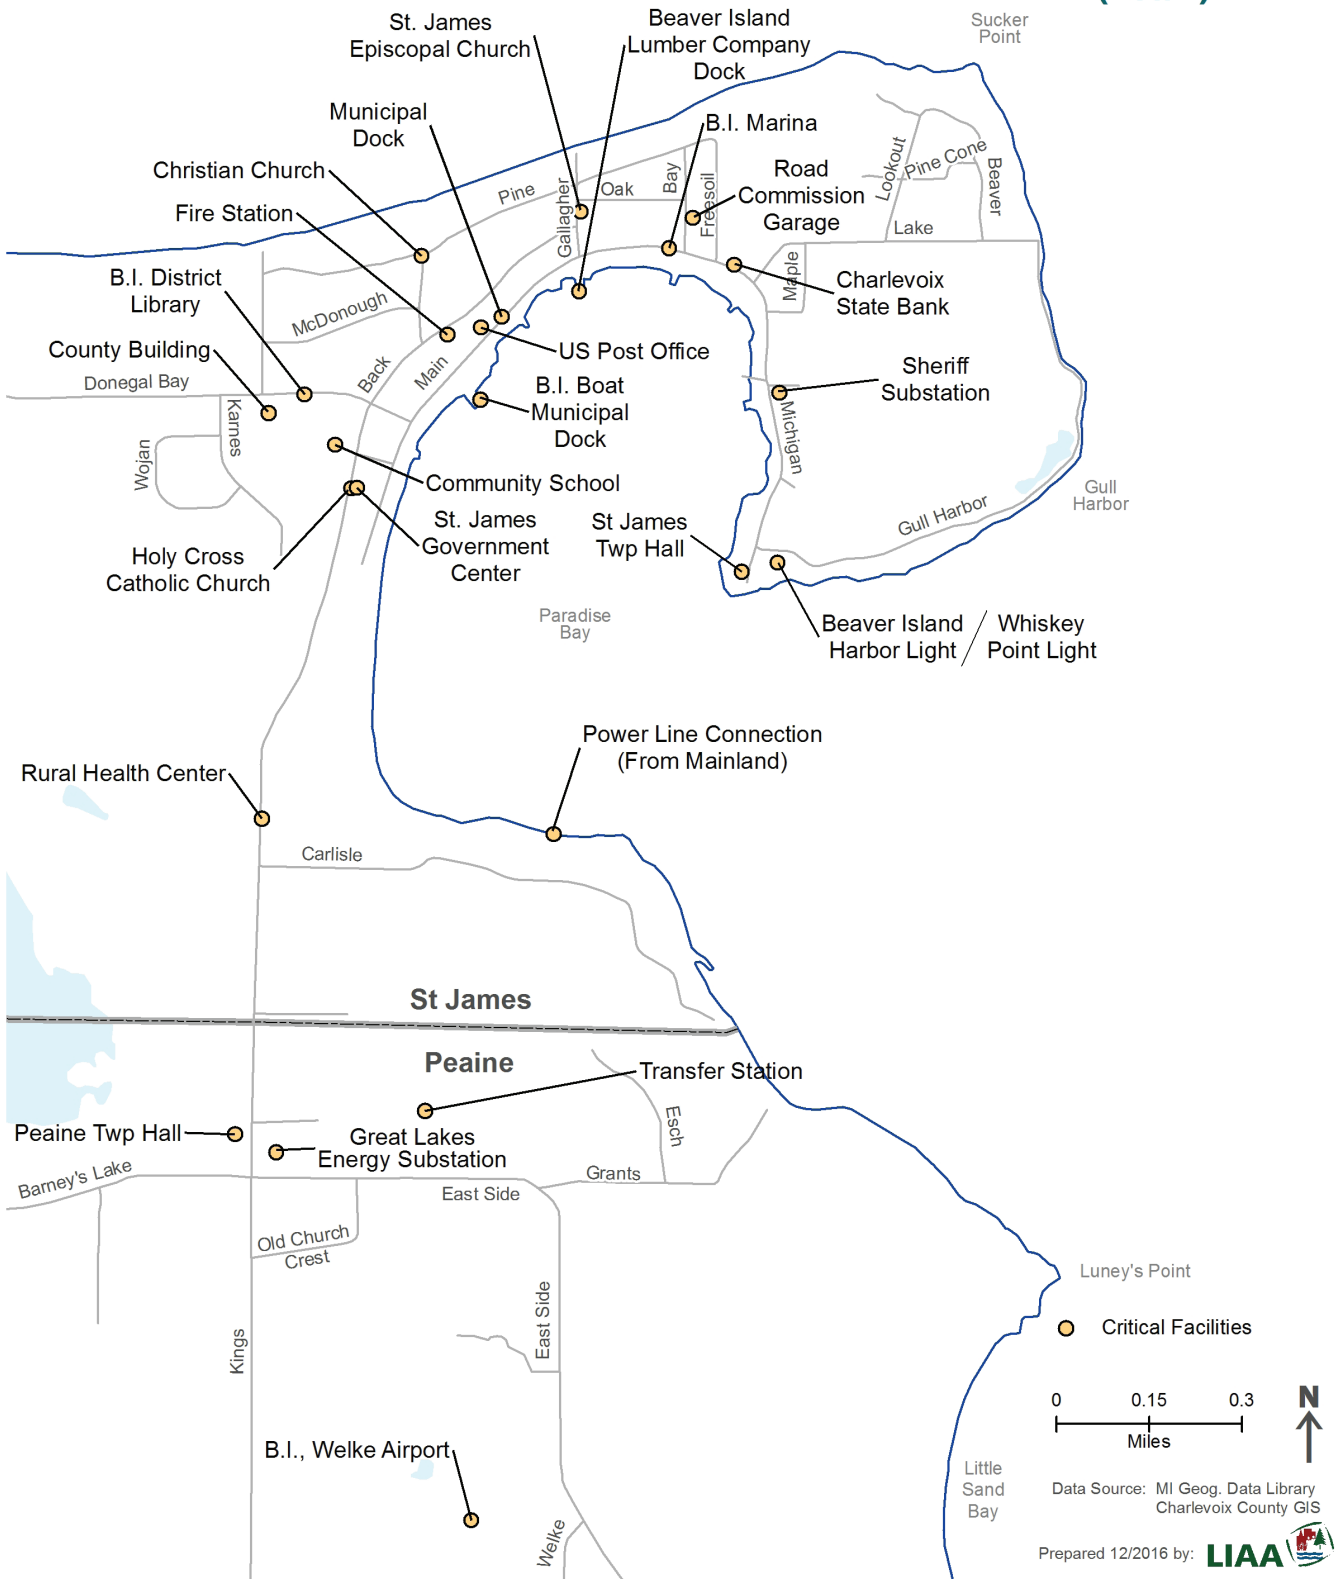 Sucker
Point
St. James
Episcopal Church
Beaver Island
Lumber Company
Dock
Municipal
Dock
B.I. Marina
Christian Church
Road
Commission
Garage
Fire Station
Pine
Oak
Bay
Freesoil
Gallagher
Lookout
Pine Cone
Beaver
Lake
Maple
B.I. District
Library
McDonough
Charlevoix
State Bank
County Building
Donegal Bay
Back
Main
US Post Office
Sheriff
Substation
B.I. Boat
Municipal
Dock
Karnes
Wojan
Michigan
Community School
Gull
Harbor
Gull Harbor
St. James
Government
Center
St James
Twp Hall
Holy Cross
Catholic Church
Paradise
Bay
Beaver Island
Harbor Light
/
Whiskey
Point Light
Power Line Connection
(From Mainland)
Rural Health Center
Carlisle
St James
Peaine
Transfer Station
Esch
Peaine Twp Hall
Great Lakes
Energy Substation
Barney's Lake
Grants
East Side
Old Church
Crest
Luney's Point
East Side
Kings
Critical Facilities
0 0.15 0.3
Miles
N
B.I., Welke Airport
Little
Sand
Bay
Welke
Data Source: MI Geog. Data Library
Charlevoix County GIS
Prepared 12/2016 by: LIAA